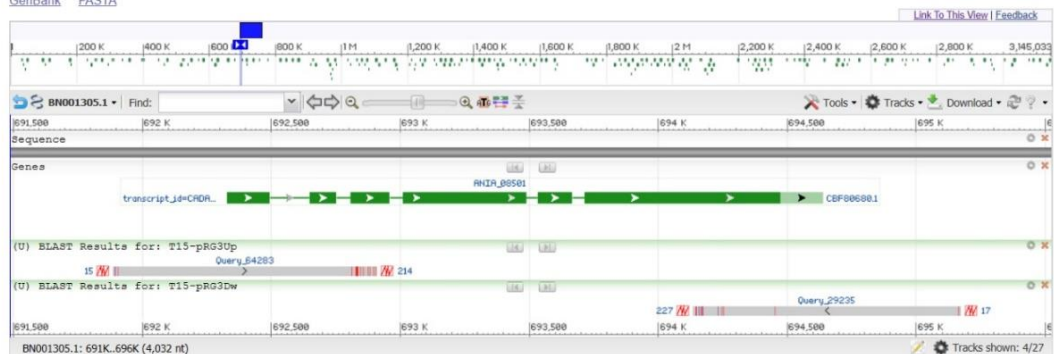 GenBank FASTA
Link To This View | Feedback
200 K 400 K 600 K 800 K 1 M 1,200 K 1,400 K 1,600 K 1,800 K 2 M 2,200 K 2,400 K 2,600 K 2,800 K 3,145,033
BN001305.1 Find: Tools Tracks Download ?
691,500 692 K 692,500 693 K 693,500 694 K 694,500 695 K
Sequence
Genes
ANIA_08501
transcript_id=CADA… CBF80680.1
(U) BLAST Results for: T15-pRG3Up
Query_64283
15 214
(U) BLAST Results for: T15-pRG3Dw
Query_29235
227 17
691,500 692 K 692,500 693 K 693,500 694 K 694,500 695 K
BN001305.1: 691K..696K (4,032 nt) Tracks shown: 4/27